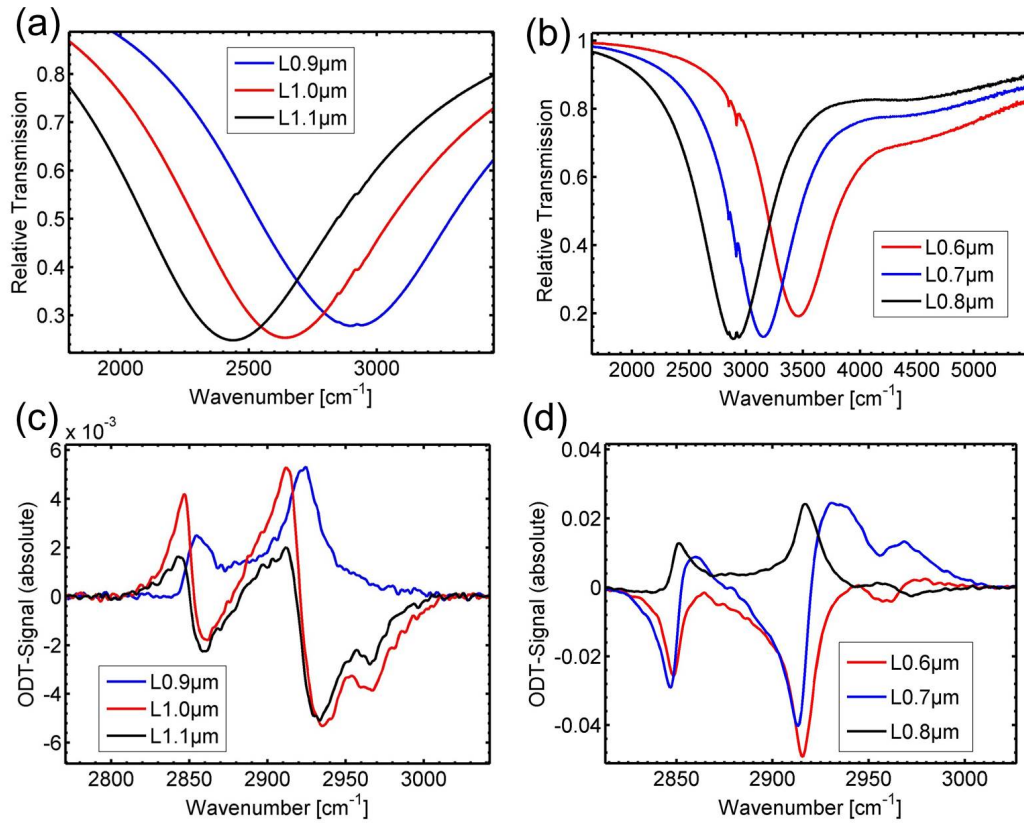 (a)
0.8
0.7
0.6
0.5
0.4
0.3
Relative Transmission
L0.9μm
L1.0μm
L1.1μm
2000
2500
3000
Wavenumber [cm⁻¹]
(b)
1
0.8
0.6
0.4
0.2
Relative Transmission
L0.6μm
L0.7μm
L0.8μm
2000
2500
3000
3500
4000
4500
5000
Wavenumber [cm⁻¹]
(c)
x 10⁻³
6
4
2
0
-2
-4
-6
ODT-Signal (absolute)
L0.9μm
L1.0μm
L1.1μm
2800
2850
2900
2950
3000
Wavenumber [cm⁻¹]
(d)
0.04
0.02
0
-0.02
-0.04
ODT-Signal (absolute)
L0.6μm
L0.7μm
L0.8μm
2850
2900
2950
3000
Wavenumber [cm⁻¹]